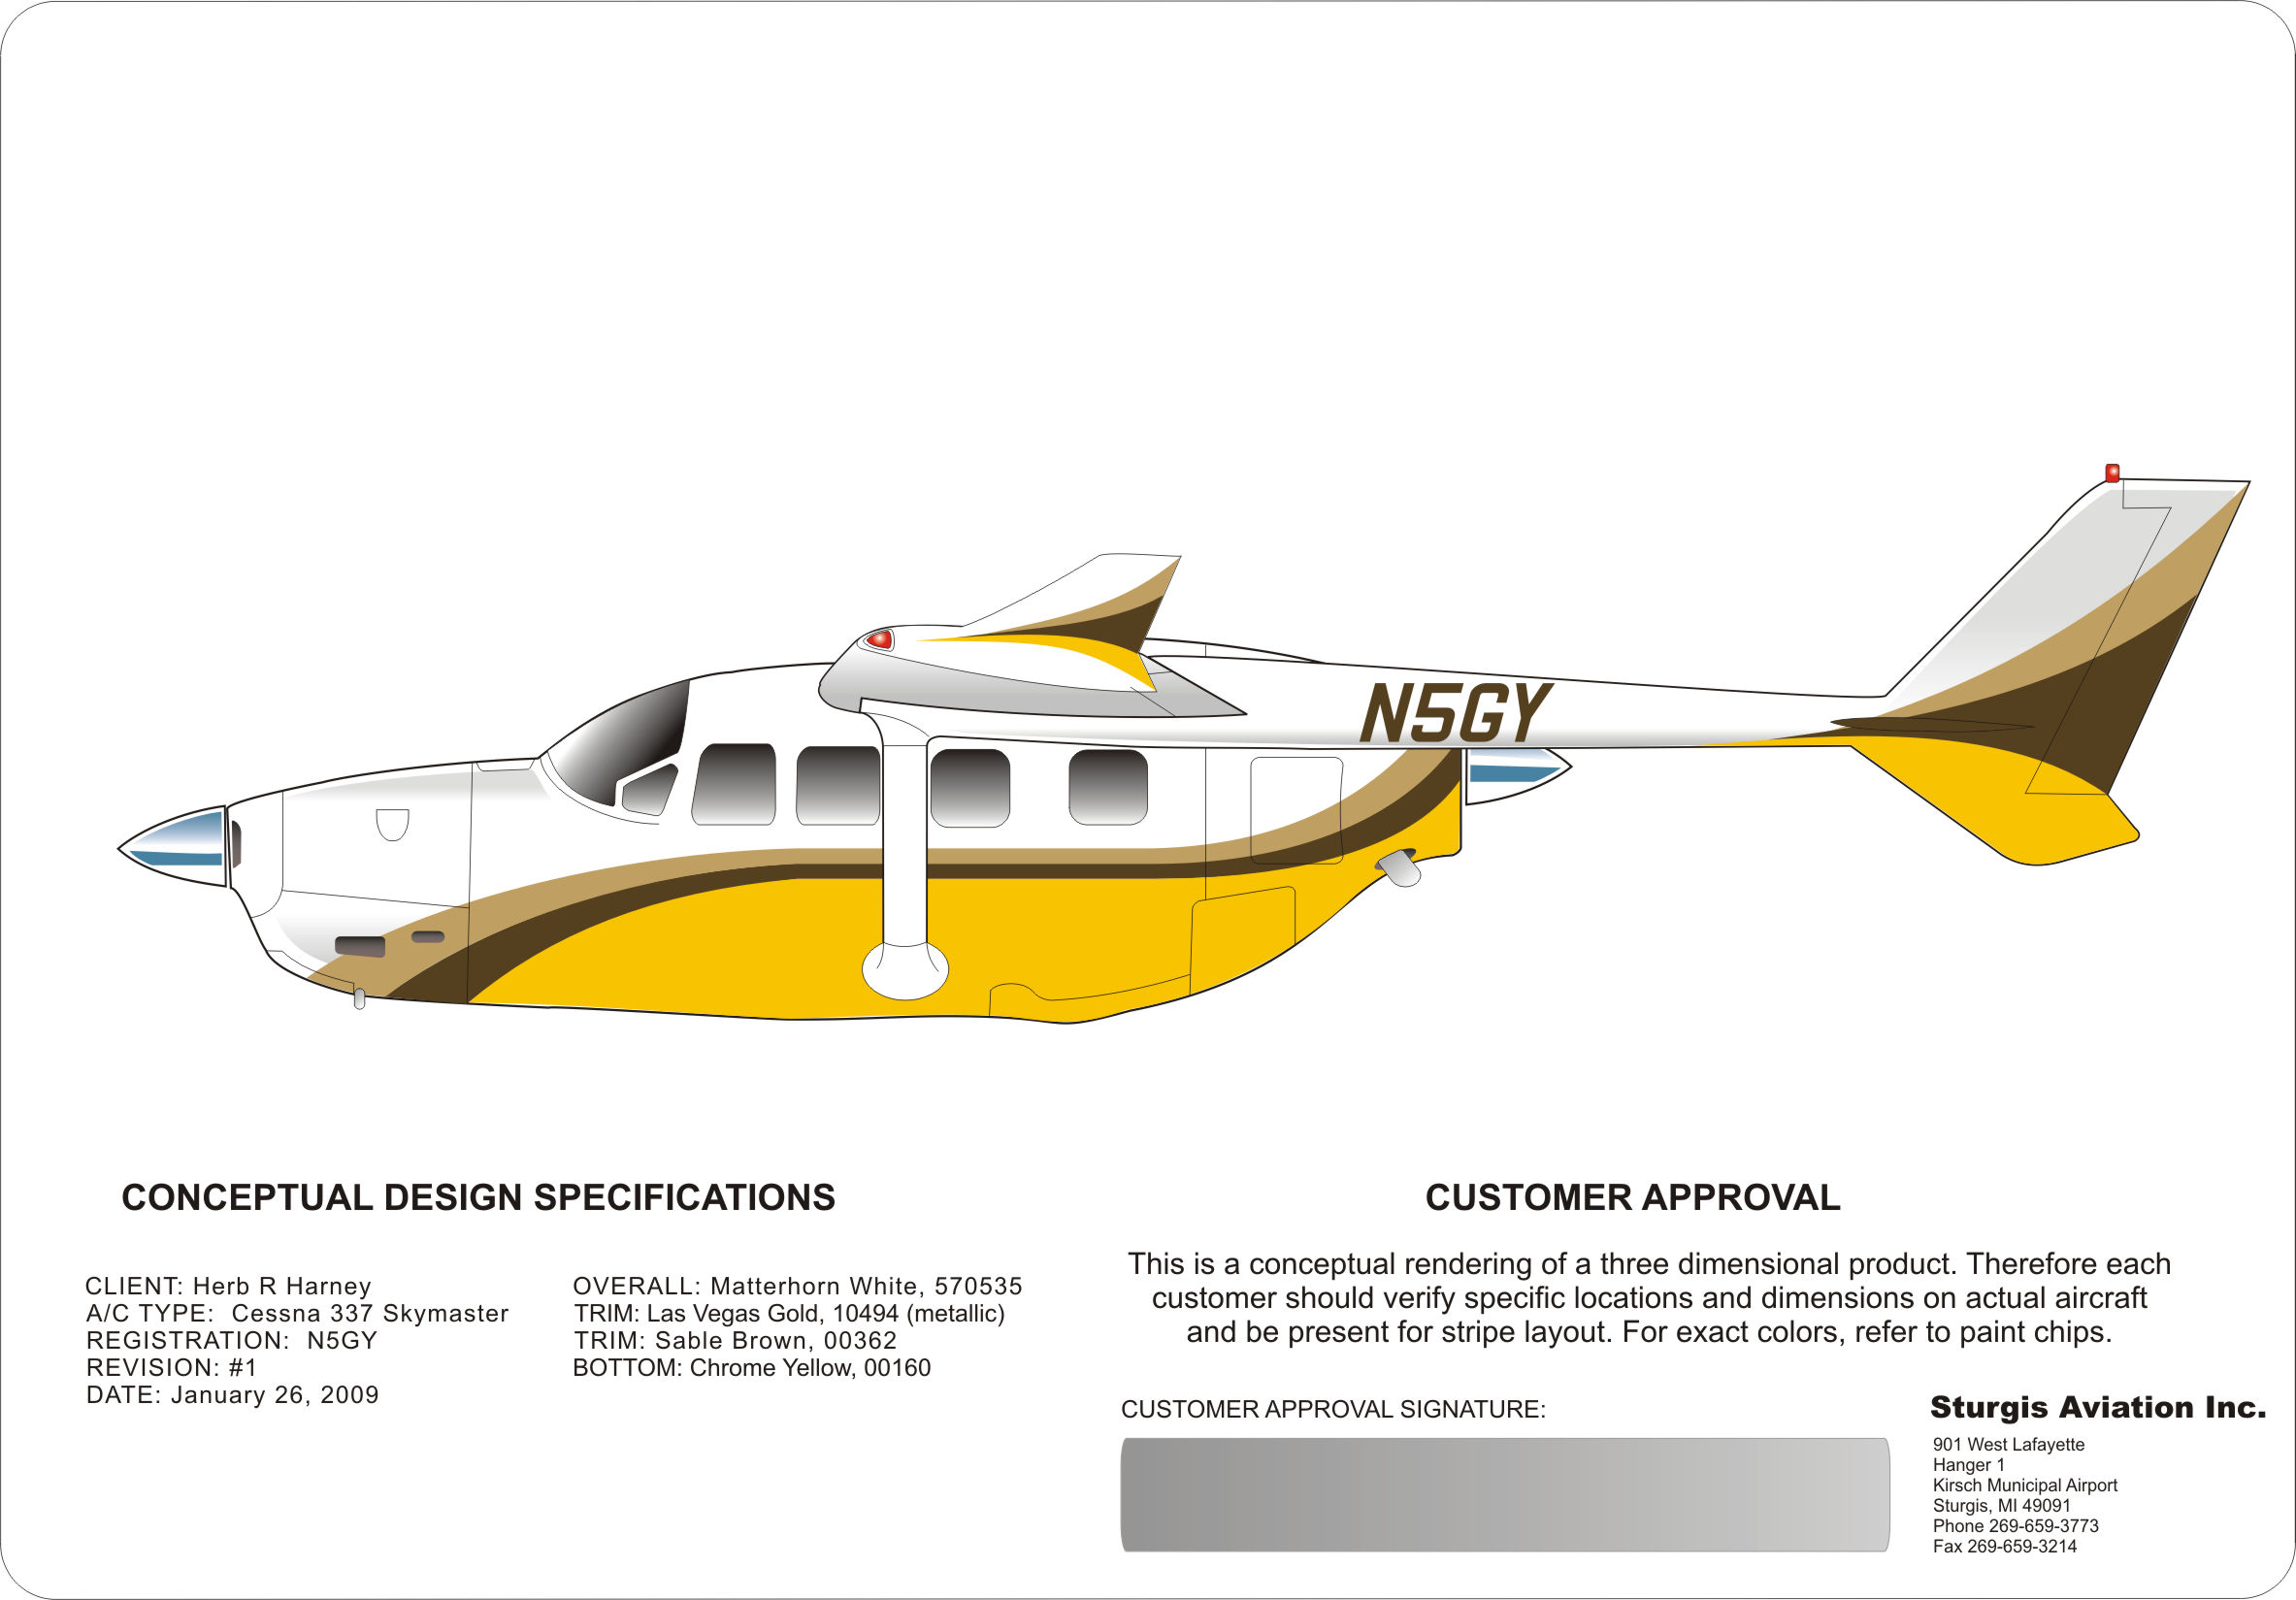 N5GY
CONCEPTUAL DESIGN SPECIFICATIONS
CLIENT: Herb R Harney
A/C TYPE: Cessna 337 Skymaster
REGISTRATION: N5GY
REVISION: #1
DATE: January 26, 2009
OVERALL: Matterhorn White, 570535
TRIM: Las Vegas Gold, 10494 (metallic)
TRIM: Sable Brown, 00362
BOTTOM: Chrome Yellow, 00160
CUSTOMER APPROVAL
This is a conceptual rendering of a three dimensional product. Therefore each
customer should verify specific locations and dimensions on actual aircraft
and be present for stripe layout. For exact colors, refer to paint chips.
CUSTOMER APPROVAL SIGNATURE:
Sturgis Aviation Inc.
901 West Lafayette
Hanger 1
Kirsch Municipal Airport
Sturgis, MI 49091
Phone 269-659-3773
Fax 269-659-3214